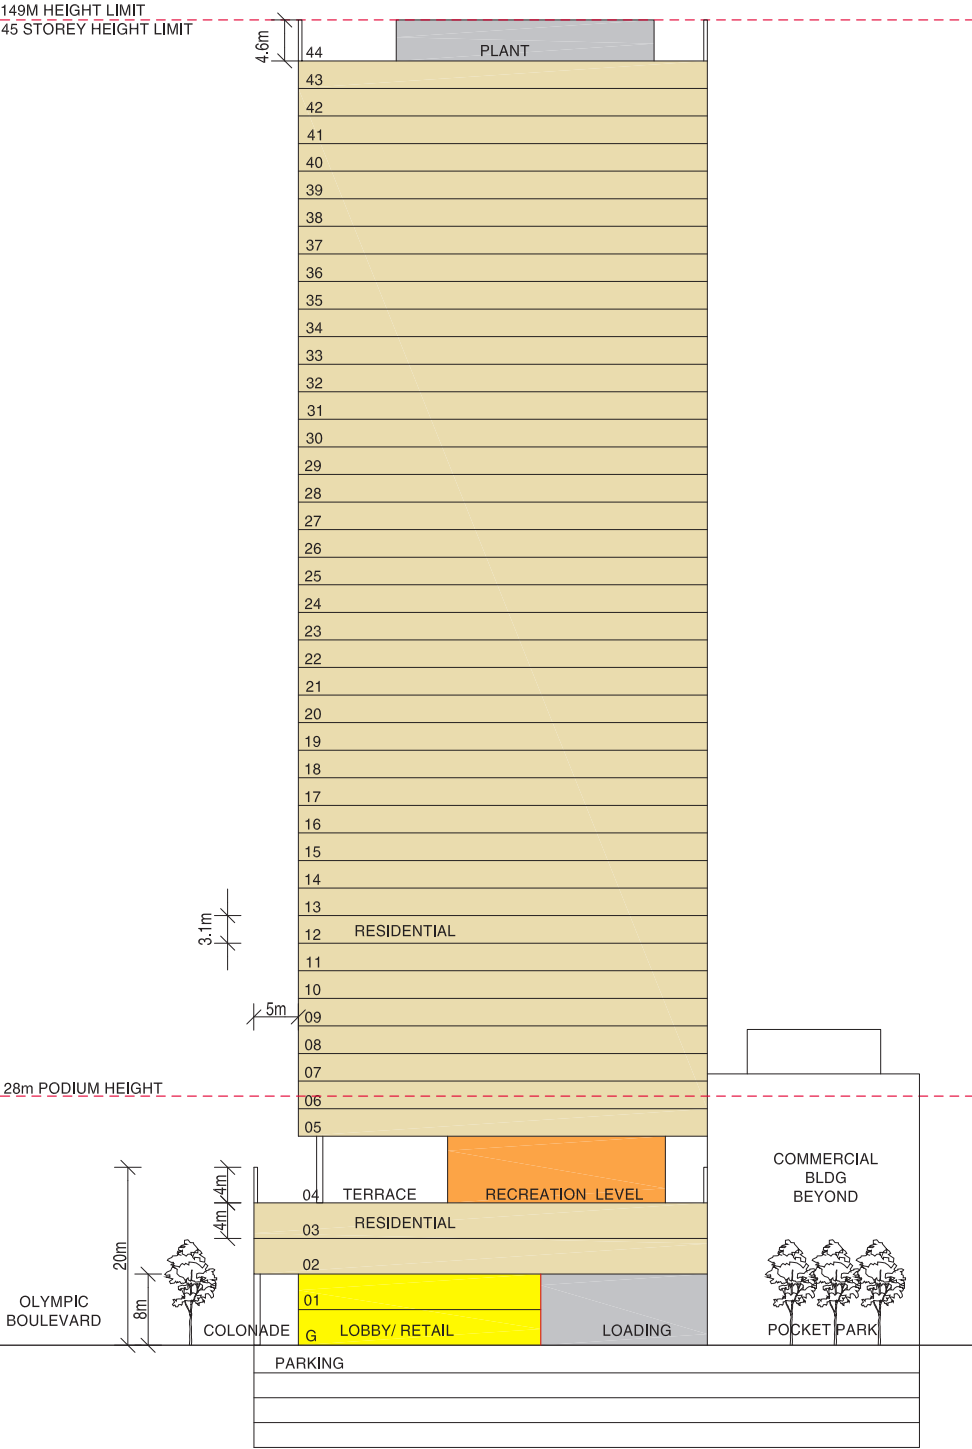 149M HEIGHT LIMIT
45 STOREY HEIGHT LIMIT
4.6m
44
PLANT
43
42
41
40
39
38
37
36
35
34
33
32
31
30
29
28
27
26
25
24
23
22
21
20
19
18
17
16
15
14
13
3.1m
12
RESIDENTIAL
11
10
5m
09
08
07
28m PODIUM HEIGHT
06
05
COMMERCIAL
BLDG
BEYOND
4m
04
TERRACE
RECREATION LEVEL
4m
03
RESIDENTIAL
20m
02
8m
01
OLYMPIC
BOULEVARD
COLONADE
G
LOBBY/ RETAIL
LOADING
POCKET PARK
PARKING